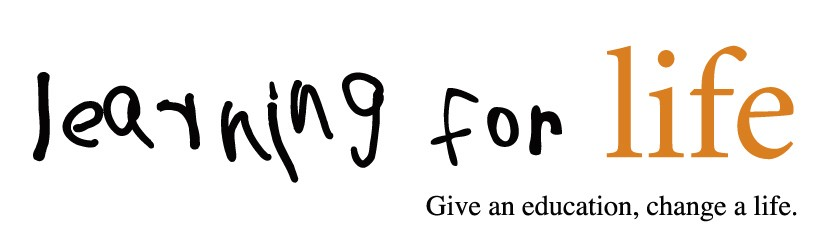 learning for life
Give an education, change a life.